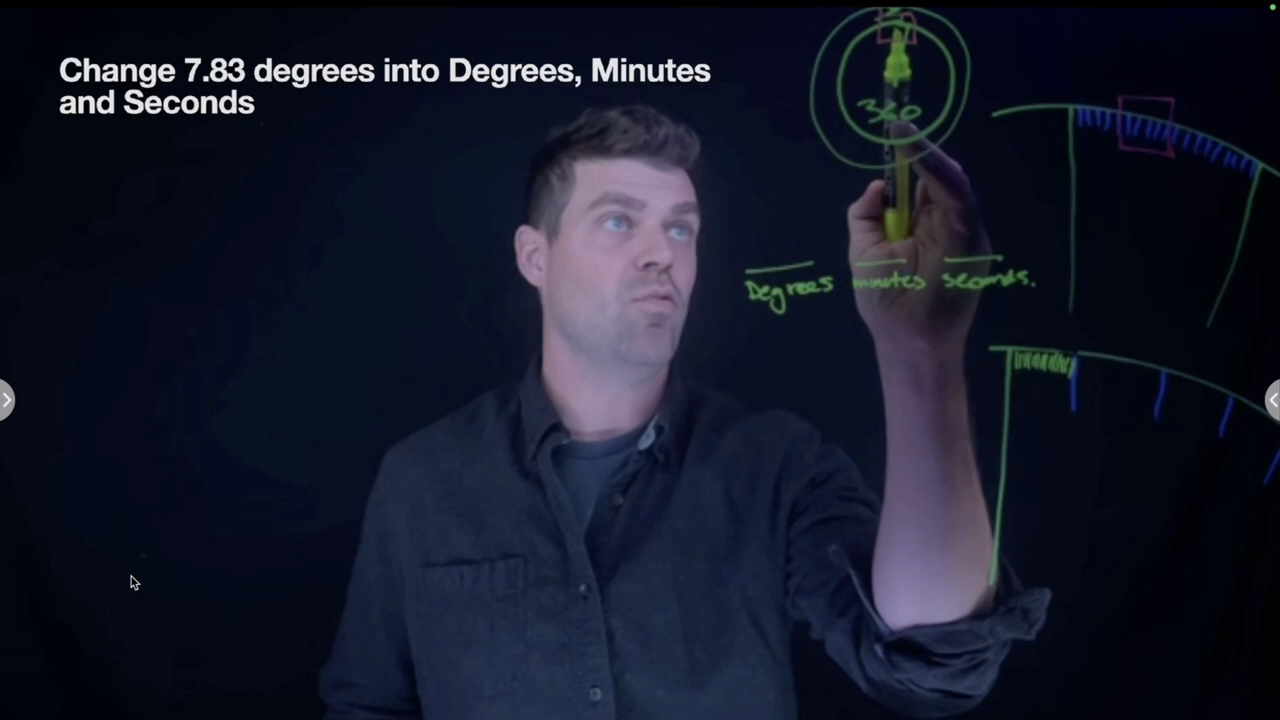 Change 7.83 degrees into Degrees, Minutes
and Seconds
360
Degrees minutes seconds.